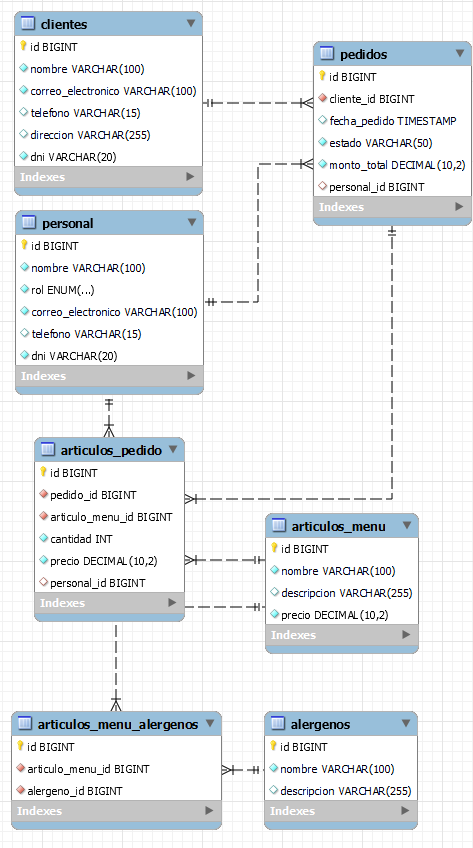 clientes
id BIGINT
nombre VARCHAR(100)
correo_electronico VARCHAR(100)
telefono VARCHAR(15)
direccion VARCHAR(255)
dni VARCHAR(20)
Indexes
pedidos
id BIGINT
cliente_id BIGINT
fecha_pedido TIMESTAMP
estado VARCHAR(50)
monto_total DECIMAL(10,2)
personal_id BIGINT
Indexes
personal
id BIGINT
nombre VARCHAR(100)
rol ENUM(...)
correo_electronico VARCHAR(100)
telefono VARCHAR(15)
dni VARCHAR(20)
Indexes
articulos_pedido
id BIGINT
pedido_id BIGINT
articulo_menu_id BIGINT
cantidad INT
precio DECIMAL(10,2)
personal_id BIGINT
Indexes
articulos_menu
id BIGINT
nombre VARCHAR(100)
descripcion VARCHAR(255)
precio DECIMAL(10,2)
Indexes
articulos_menu_alergenos
id BIGINT
articulo_menu_id BIGINT
alergeno_id BIGINT
Indexes
alergenos
id BIGINT
nombre VARCHAR(100)
descripcion VARCHAR(255)
Indexes